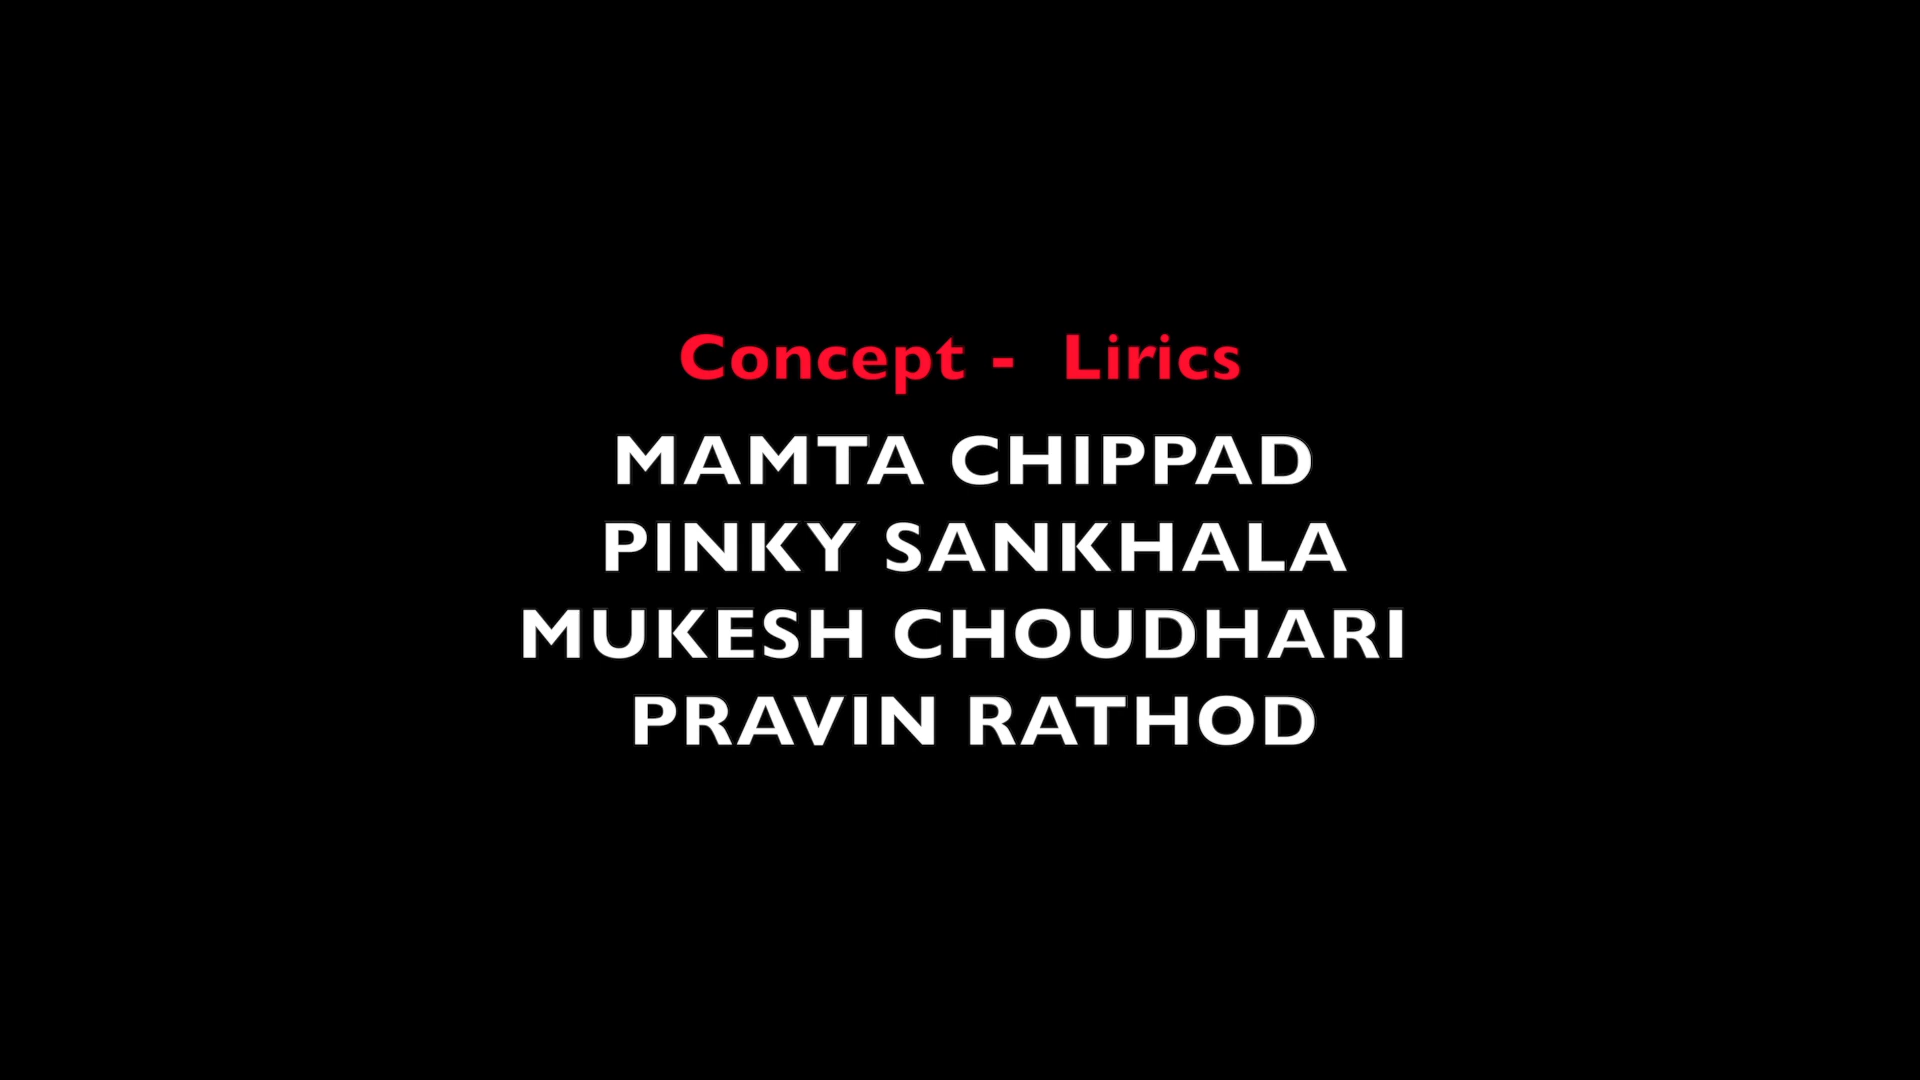 Concept -  Lirics
MAMTA CHIPPAD
PINKY SANKHALA
MUKESH CHOUDHARI
PRAVIN RATHOD